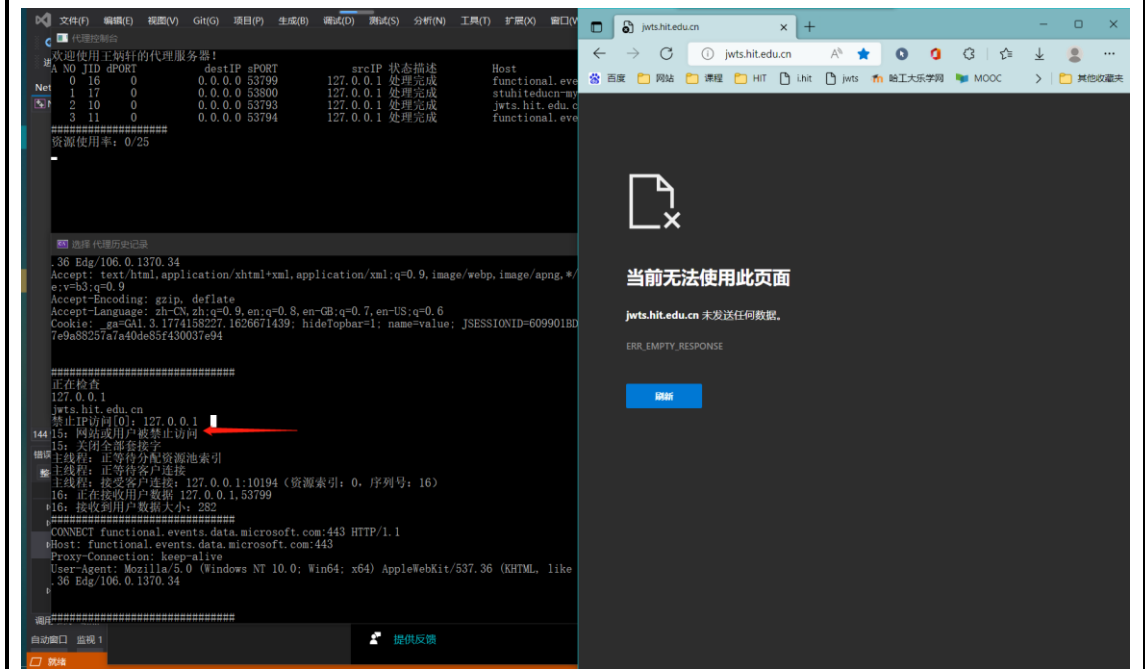 文件(F) 编辑(E) 视图(V) Git(G) 项目(P) 生成(B) 调试(D) 测试(S) 分析(N) 工具(T) 扩展(X) 窗口(W
代理控制台
欢迎使用王炳轩的代理服务器!
A NO JID dPORT destIP sPORT srcIP 状态描述 Host
0 16 0 0.0.0.0 53799 127.0.0.1 处理完成 functional.eve
1 17 0 0.0.0.0 53800 127.0.0.1 处理完成 stuhiteducn-my
2 10 0 0.0.0.0 53793 127.0.0.1 处理完成 jwts.hit.edu.c
3 11 0 0.0.0.0 53794 127.0.0.1 处理完成 functional.eve
####################
资源使用率: 0/25
选择 代理历史记录
.36 Edg/106.0.1370.34
Accept: text/html,application/xhtml+xml,application/xml;q=0.9,image/webp,image/apng,*/
e;v=b3;q=0.9
Accept-Encoding: gzip, deflate
Accept-Language: zh-CN,zh;q=0.9,en;q=0.8,en-GB;q=0.7,en-US;q=0.6
Cookie: _ga=GA1.3.1774158227.1626671439; hideTopbar=1; name=value; JSESSIONID=609901BD
7e9a88257a7a40de85f430037e94
###############################
正在检查
127.0.0.1
jwts.hit.edu.cn
禁止IP访问[0]: 127.0.0.1
15: 网站或用户被禁止访问
15: 关闭全部套接字
主线程: 正等待分配资源池索引
主线程: 正等待客户连接
主线程: 接受客户连接: 127.0.0.1:10194 (资源索引: 0, 序列号: 16)
16: 正在接收用户数据 127.0.0.1,53799
16: 接收到用户数据大小: 282
###############################
CONNECT functional.events.data.microsoft.com:443 HTTP/1.1
Host: functional.events.data.microsoft.com:443
Proxy-Connection: keep-alive
User-Agent: Mozilla/5.0 (Windows NT 10.0; Win64; x64) AppleWebKit/537.36 (KHTML, like
.36 Edg/106.0.1370.34
###############################
Net
144
自动窗口 监视 1
提供反馈
就绪
jwts.hit.edu.cn
jwts.hit.edu.cn
百度 网站 课程 HIT i.hit jwts 哈工大乐学网 MOOC 其他收藏夹
当前无法使用此页面
jwts.hit.edu.cn 未发送任何数据。
ERR_EMPTY_RESPONSE
刷新